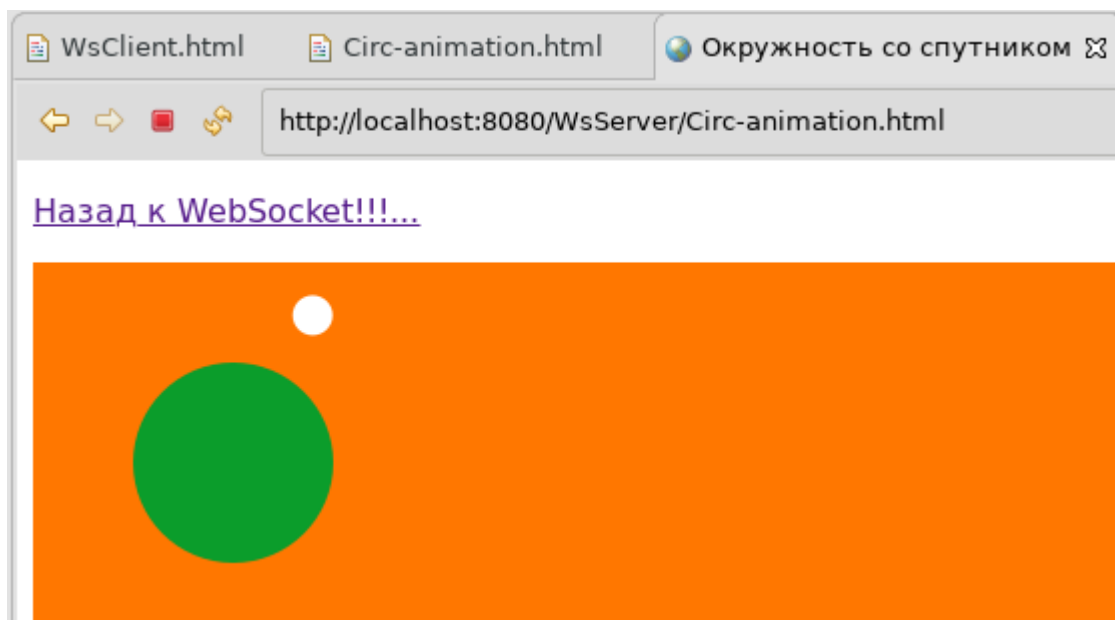 WsClient.html Circ-animation.html Окружность со спутником
http://localhost:8080/WsServer/Circ-animation.html
Назад к WebSocket!!!...